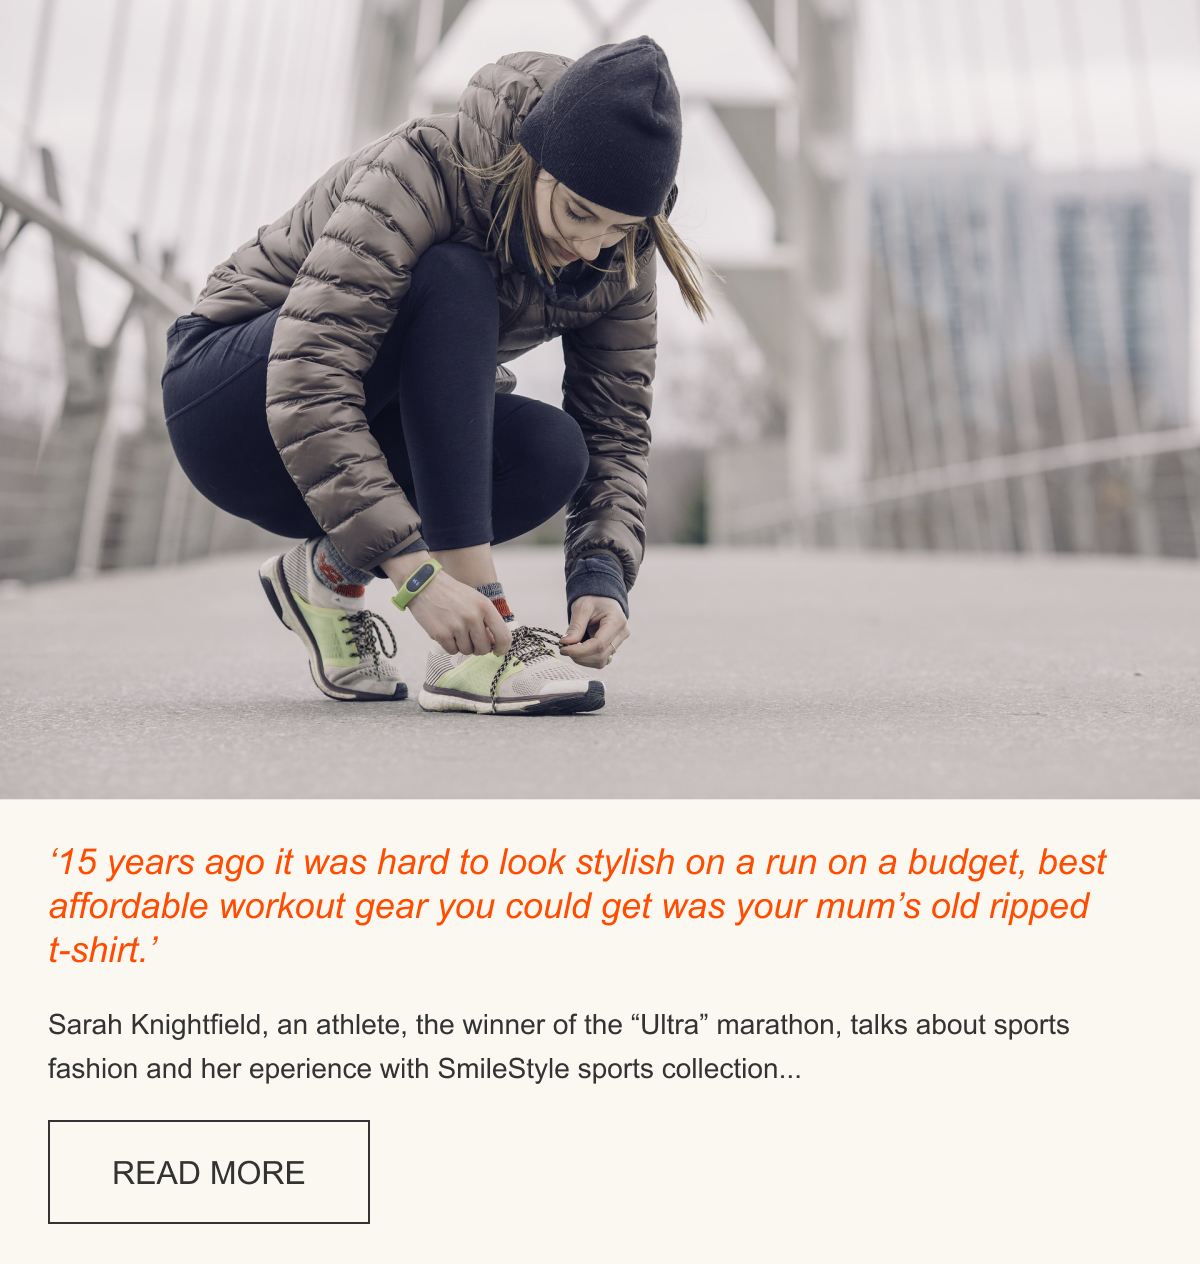 ‘15 years ago it was hard to look stylish on a run on a budget, best
affordable workout gear you could get was your mum’s old ripped
t-shirt.’
Sarah Knightfield, an athlete, the winner of the “Ultra” marathon, talks about sports
fashion and her eperience with SmileStyle sports collection...
READ MORE